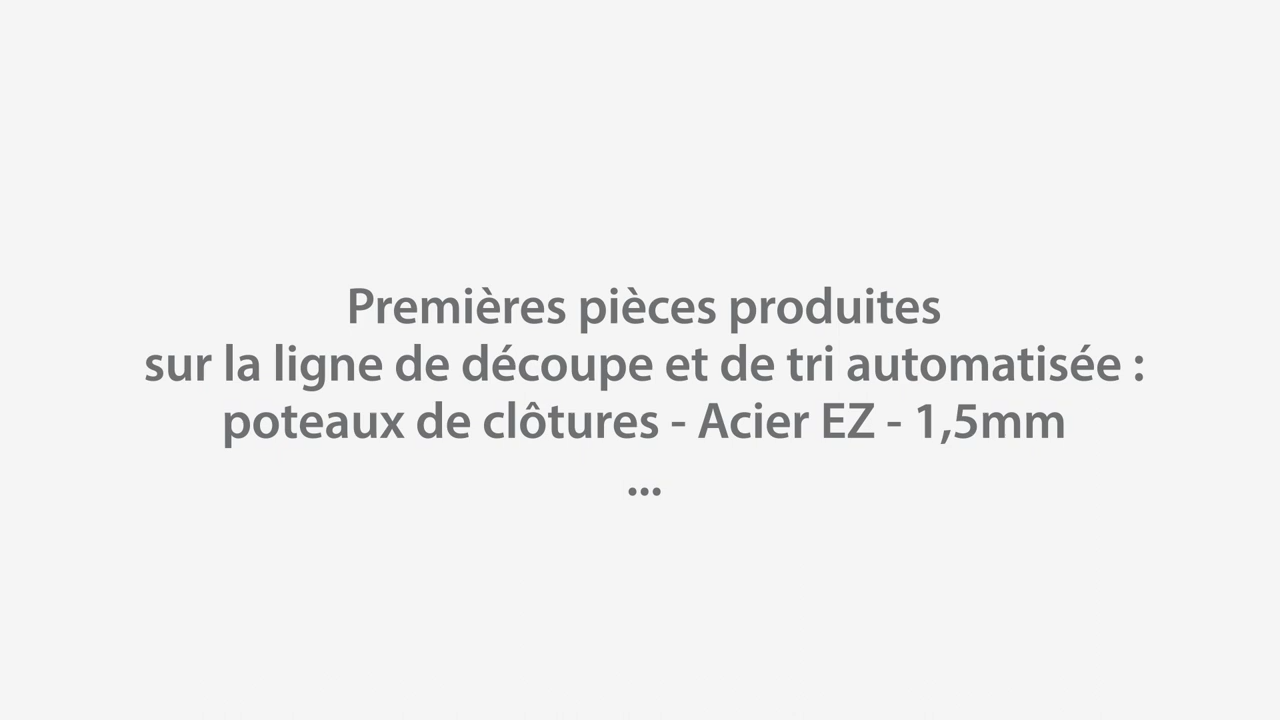 Premières pièces produites
sur la ligne de découpe et de tri automatisée :
poteaux de clôtures - Acier EZ - 1,5mm
...